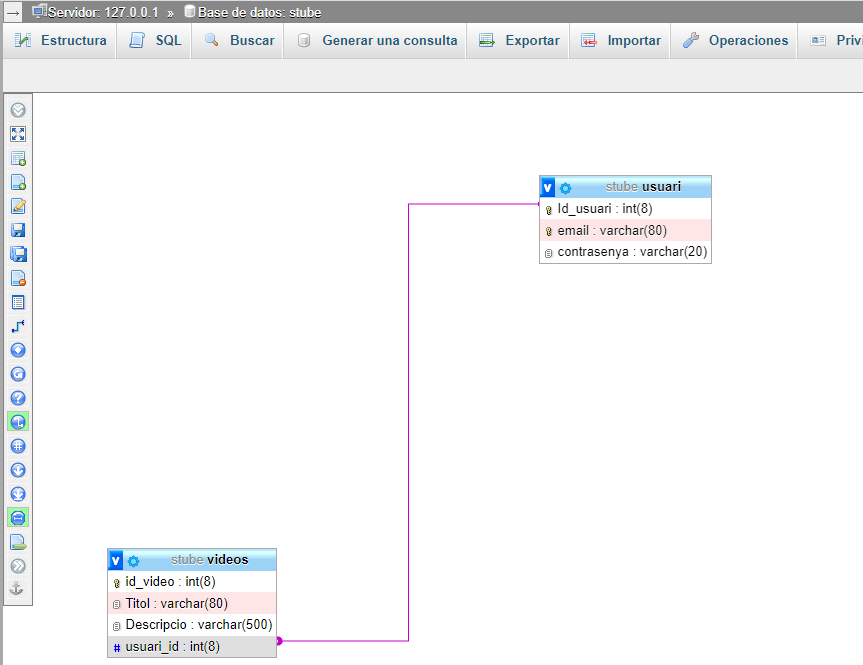 Servidor: 127.0.0.1 » Base de datos: stube
Estructura SQL Buscar Generar una consulta Exportar Importar Operaciones Privi
v stube usuari
Id_usuari : int(8)
email : varchar(80)
contrasenya : varchar(20)
v stube videos
id_video : int(8)
Titol : varchar(80)
Descripcio : varchar(500)
# usuari_id : int(8)